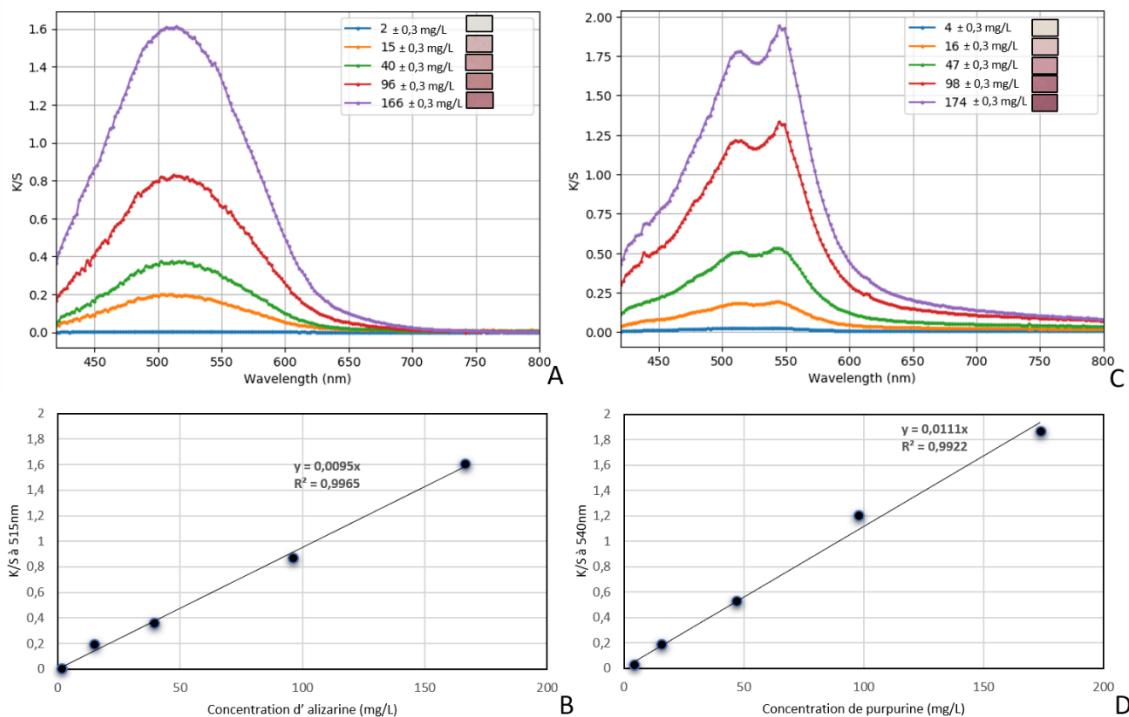 1.6
1.4
1.2
1.0
0.8
0.6
0.4
0.2
0.0
K/S
450 500 550 600 650 700 750 800
Wavelength (nm)
2 ± 0,3 mg/L
15 ± 0,3 mg/L
40 ± 0,3 mg/L
96 ± 0,3 mg/L
166 ± 0,3 mg/L
A
2.00
1.75
1.50
1.25
1.00
0.75
0.50
0.25
0.00
K/S
450 500 550 600 650 700 750 800
Wavelength (nm)
4 ± 0,3 mg/L
16 ± 0,3 mg/L
47 ± 0,3 mg/L
98 ± 0,3 mg/L
174 ± 0,3 mg/L
C
2
1,8
1,6
1,4
1,2
1
0,8
0,6
0,4
0,2
0
K/S à 515nm
y = 0,0095x
R² = 0,9965
0 50 100 150 200
Concentration d' alizarine (mg/L)
B
2
1,8
1,6
1,4
1,2
1
0,8
0,6
0,4
0,2
0
K/S à 540nm
y = 0,0111x
R² = 0,9922
0 50 100 150 200
Concentration de purpurine (mg/L)
D